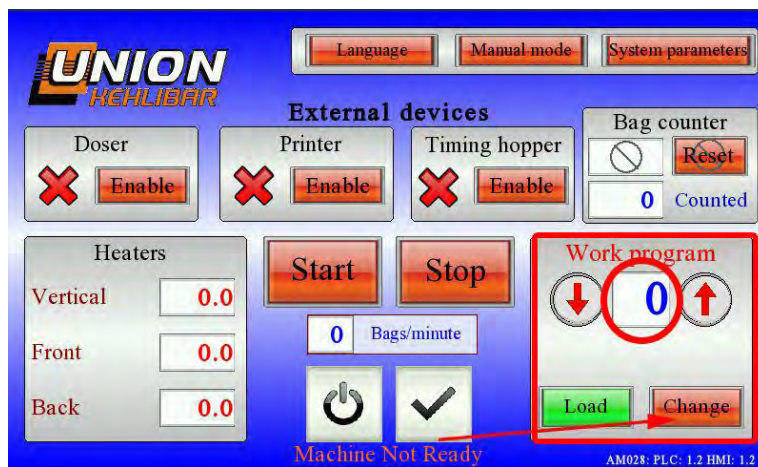 UNION
KEHLIBAR
Language
Manual mode
System parameters
External devices
Doser
Enable
Printer
Enable
Timing hopper
Enable
Bag counter
Reset
0 Counted
Heaters
Vertical 0.0
Front 0.0
Back 0.0
Start
Stop
0 Bags/minute
Machine Not Ready
Work program
0
Load
Change
AM028: PLC: 1.2 HMI: 1.2